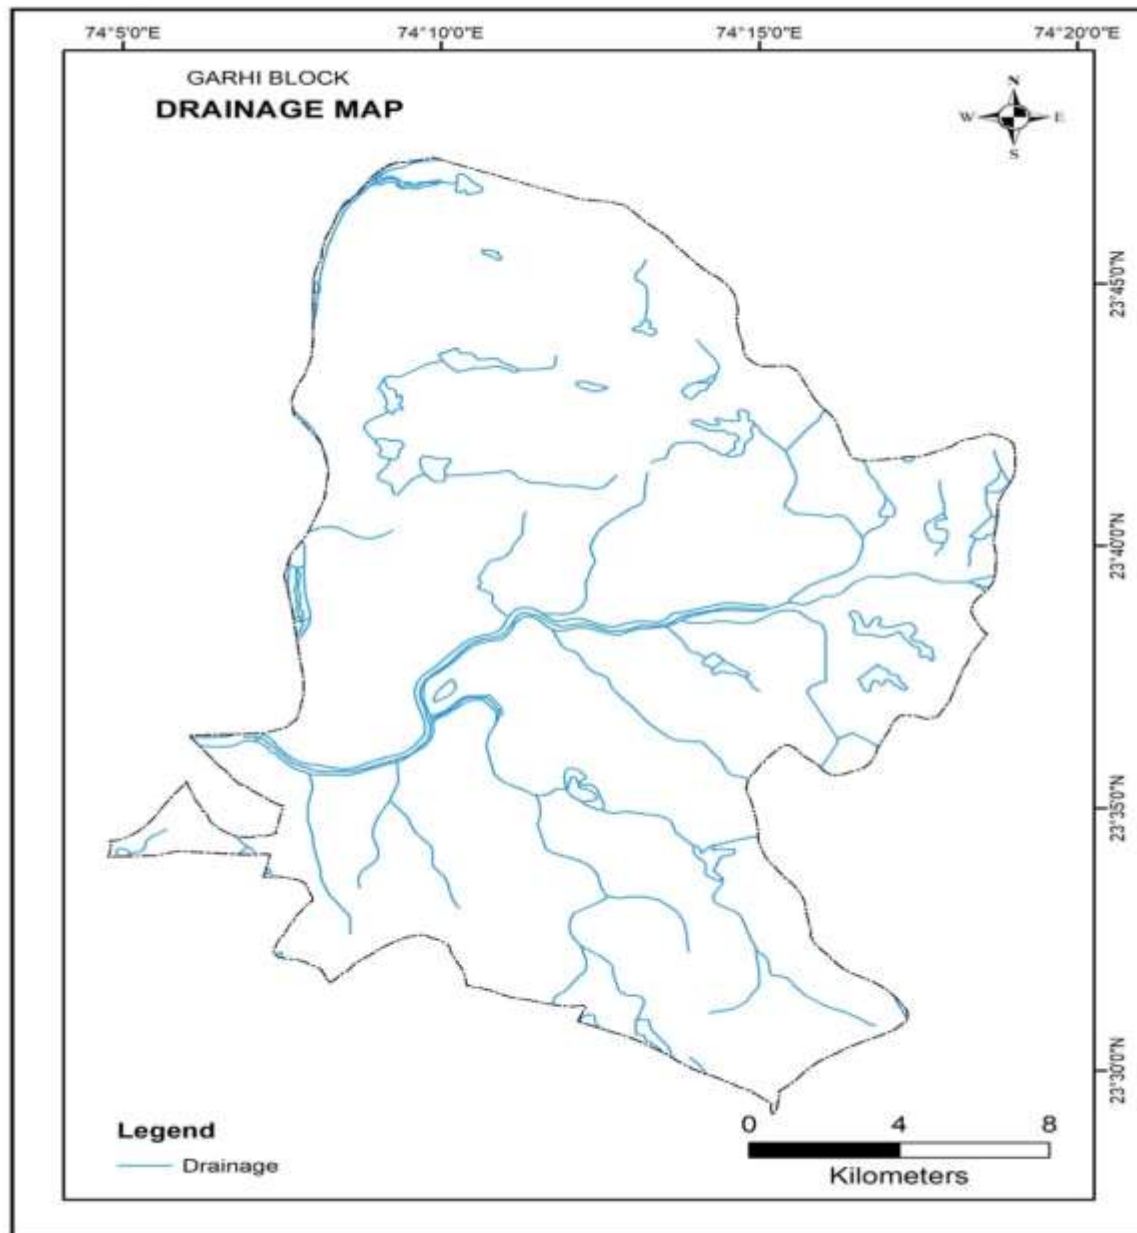 74°5'0"E 74°10'0"E 74°15'0"E 74°20'0"E
GARHI BLOCK
DRAINAGE MAP
N
W E
S
23°45'0"N
23°40'0"N
23°35'0"N
23°30'0"N
Legend
Drainage
0 4 8
Kilometers